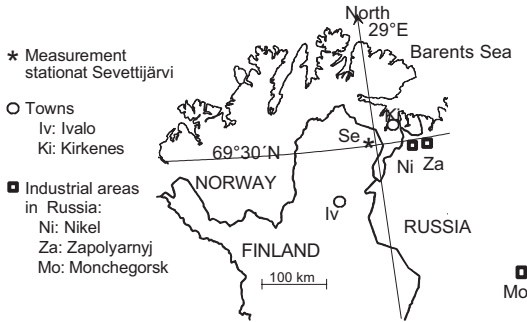 North
29°E
Barents Sea
* Measurement
stationat Sevettijärvi
Towns
Iv: Ivalo
Ki: Kirkenes
Ki
Se
69°30´N
Ni
Za
NORWAY
Industrial areas
in Russia:
Ni: Nikel
Za: Zapolyarnyj
Mo: Monchegorsk
Iv
RUSSIA
FINLAND
100 km
Mo